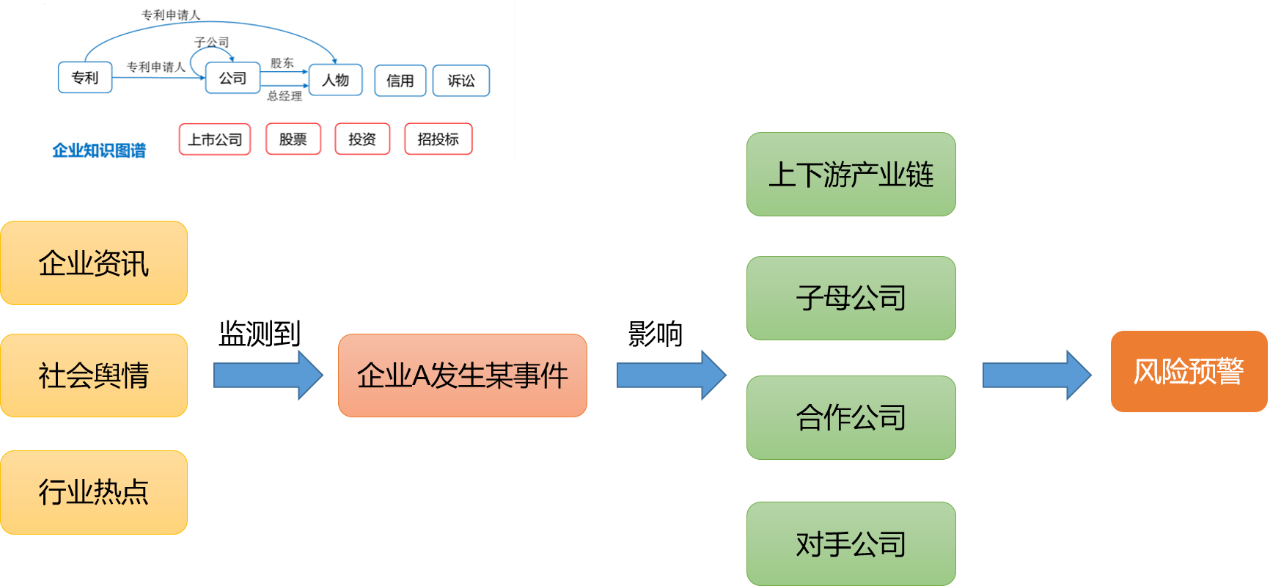 专利申请人
子公司
专利
专利申请人
公司
股东
总经理
人物
信用
诉讼
企业知识图谱
上市公司
股票
投资
招投标
企业资讯
社会舆情
行业热点
监测到
企业A发生某事件
影响
上下游产业链
子母公司
合作公司
对手公司
风险预警